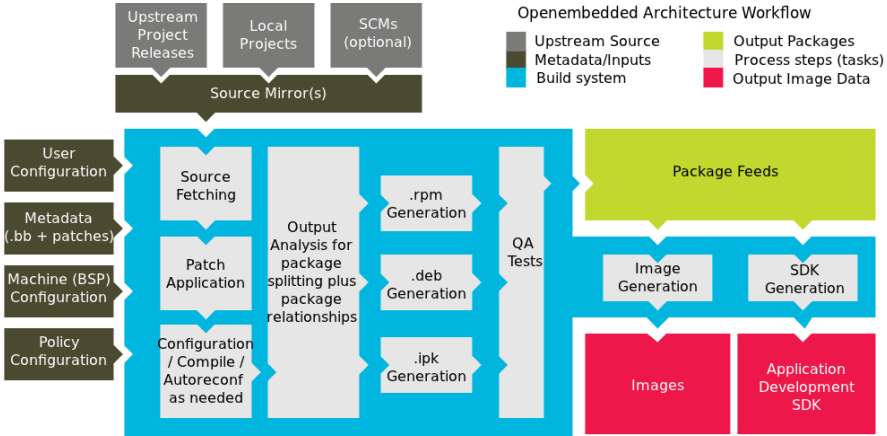 Openembedded Architecture Workflow
Upstream
Project
Releases
Local
Projects
SCMs
(optional)
Upstream Source
Metadata/Inputs
Build system
Output Packages
Process steps (tasks)
Output Image Data
Source Mirror(s)
User
Configuration
Metadata
(.bb + patches)
Machine (BSP)
Configuration
Policy
Configuration
Source
Fetching
Patch
Application
Configuration
/ Compile /
Autoreconf
as needed
Output
Analysis for
package
splitting plus
package
relationships
.rpm
Generation
.deb
Generation
.ipk
Generation
QA
Tests
Package Feeds
Image
Generation
SDK
Generation
Images
Application
Development
SDK